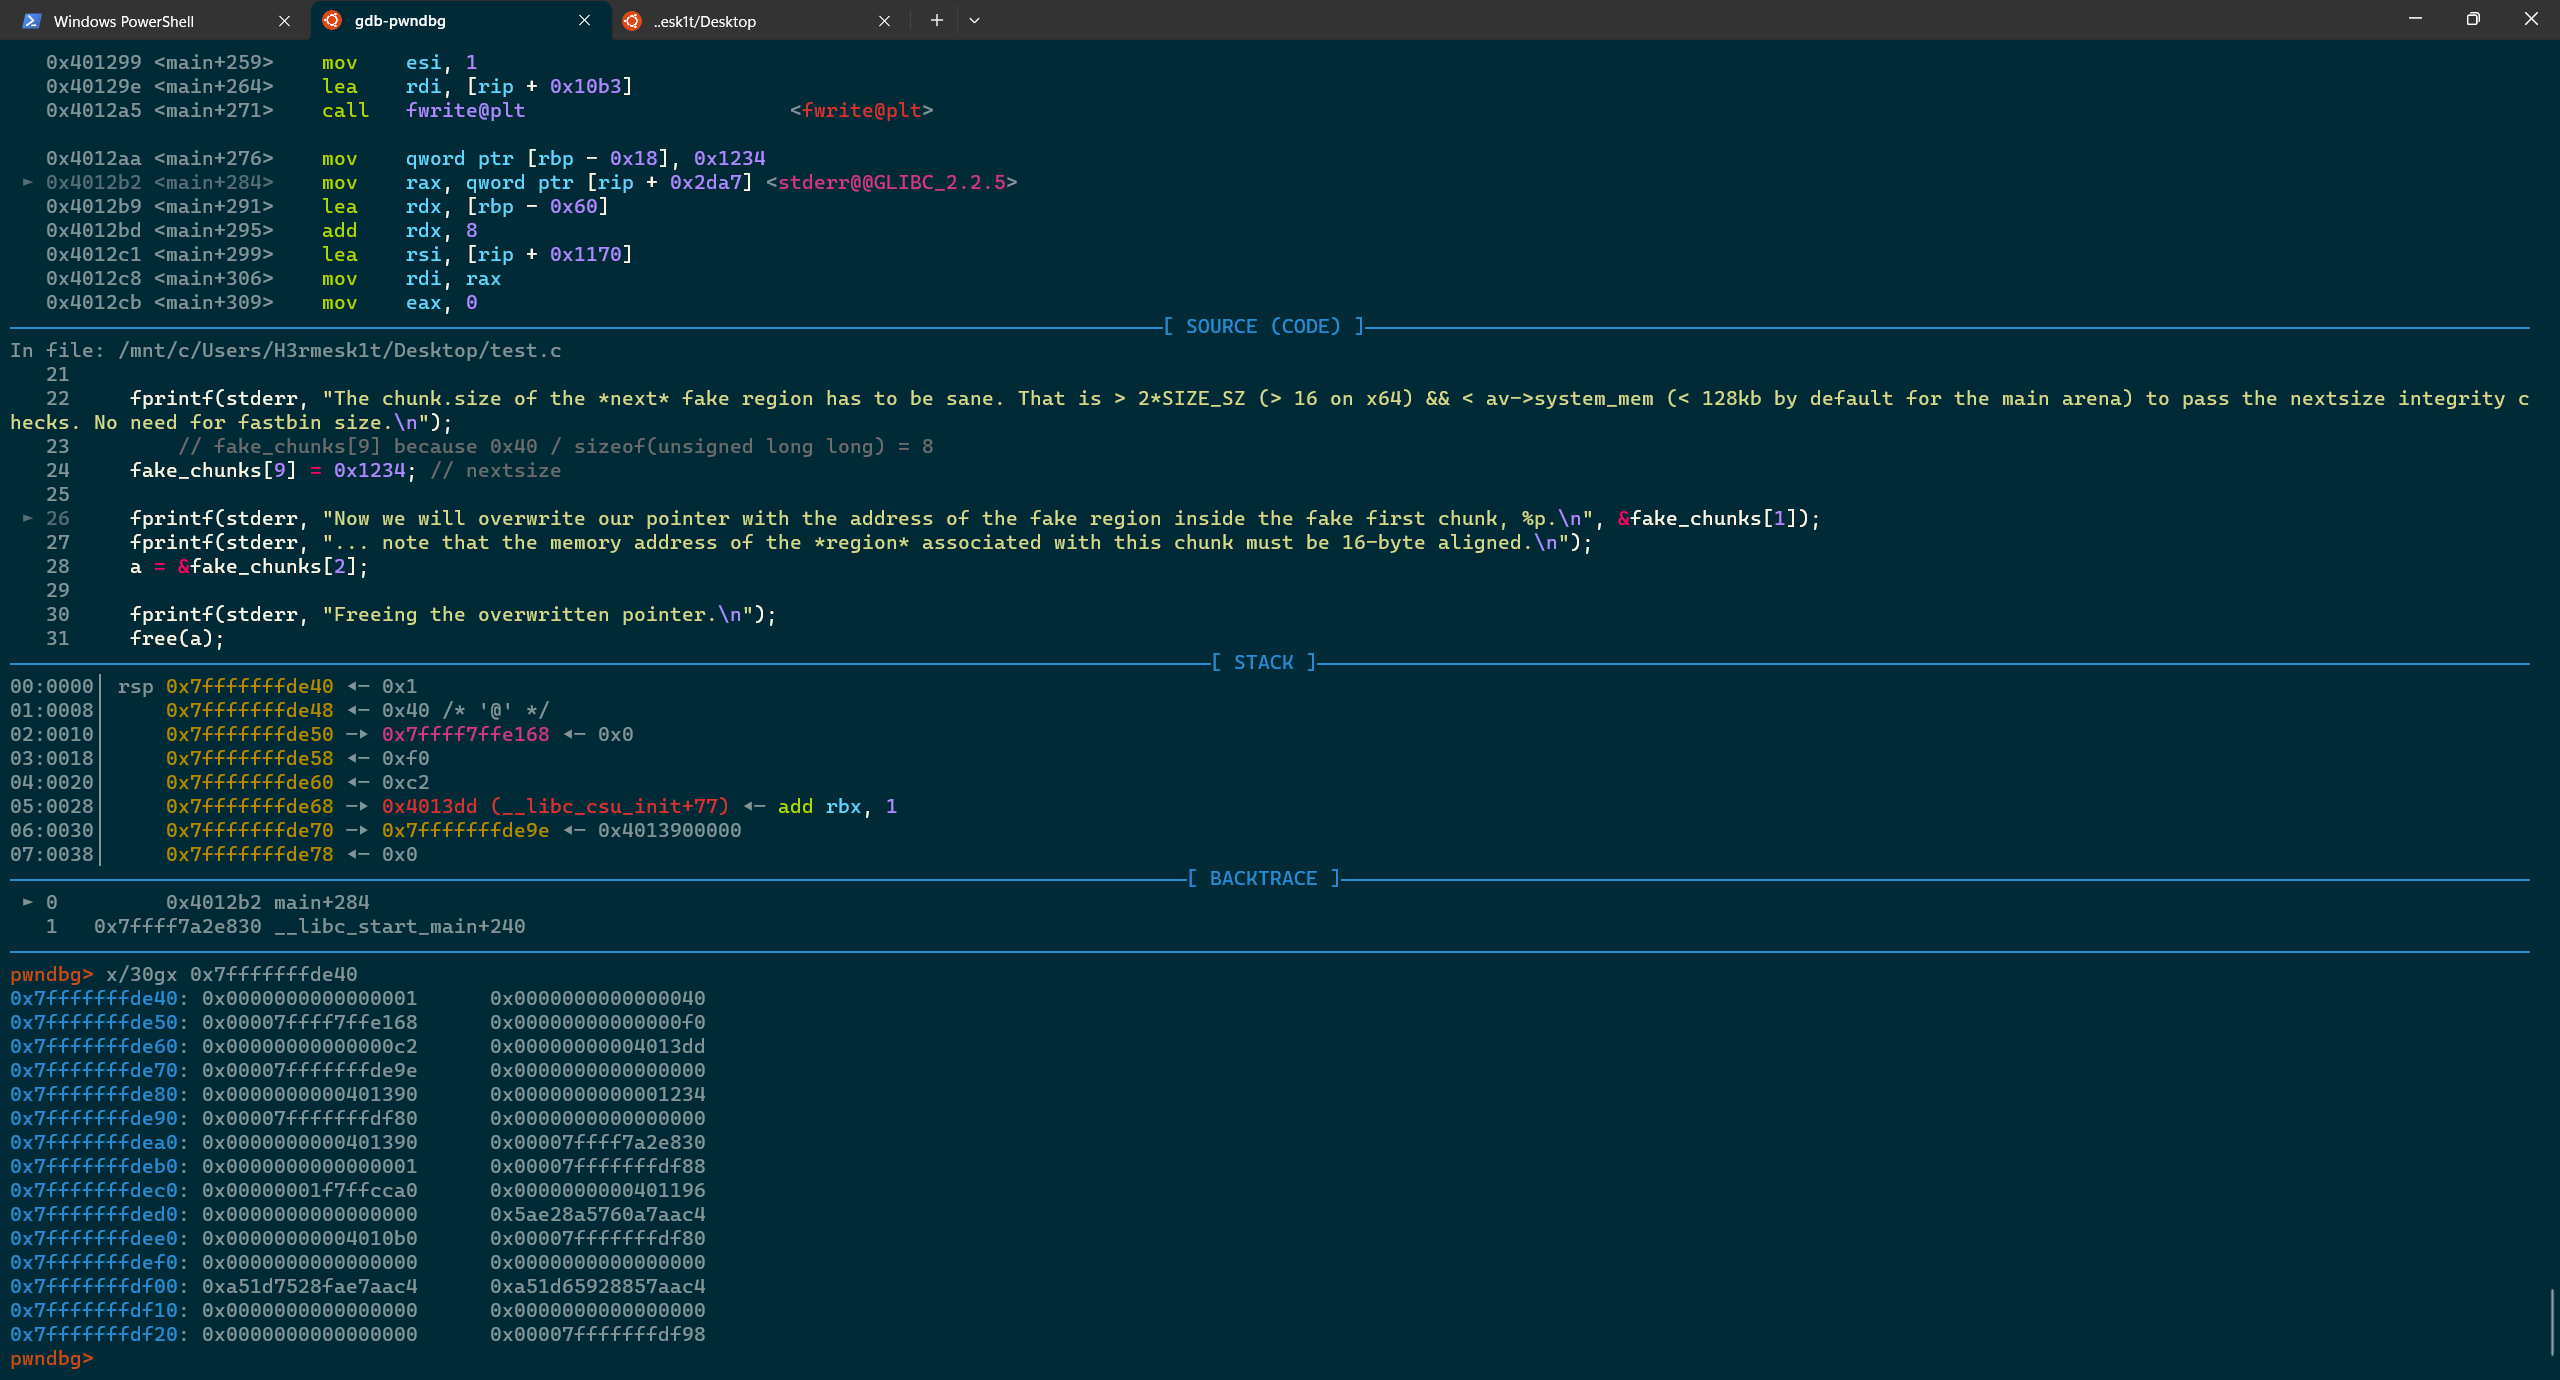 Windows PowerShell
gdb-pwndbg
..esk1t/Desktop
0x401299 <main+259>    mov    esi, 1
0x40129e <main+264>    lea    rdi, [rip + 0x10b3]
0x4012a5 <main+271>    call   fwrite@plt                      <fwrite@plt>
0x4012aa <main+276>    mov    qword ptr [rbp - 0x18], 0x1234
► 0x4012b2 <main+284>    mov    rax, qword ptr [rip + 0x2da7] <stderr@@GLIBC_2.2.5>
0x4012b9 <main+291>    lea    rdx, [rbp - 0x60]
0x4012bd <main+295>    add    rdx, 8
0x4012c1 <main+299>    lea    rsi, [rip + 0x1170]
0x4012c8 <main+306>    mov    rdi, rax
0x4012cb <main+309>    mov    eax, 0
[ SOURCE (CODE) ]
In file: /mnt/c/Users/H3rmesk1t/Desktop/test.c
21
22     fprintf(stderr, "The chunk.size of the *next* fake region has to be sane. That is > 2*SIZE_SZ (> 16 on x64) && < av->system_mem (< 128kb by default for the main arena) to pass the nextsize integrity c
hecks. No need for fastbin size.\n");
23         // fake_chunks[9] because 0x40 / sizeof(unsigned long long) = 8
24     fake_chunks[9] = 0x1234; // nextsize
25
► 26     fprintf(stderr, "Now we will overwrite our pointer with the address of the fake region inside the fake first chunk, %p.\n", &fake_chunks[1]);
27     fprintf(stderr, "... note that the memory address of the *region* associated with this chunk must be 16-byte aligned.\n");
28     a = &fake_chunks[2];
29
30     fprintf(stderr, "Freeing the overwritten pointer.\n");
31     free(a);
[ STACK ]
00:0000│ rsp 0x7fffffffde40 ◂— 0x1
01:0008│     0x7fffffffde48 ◂— 0x40 /* '@' */
02:0010│     0x7fffffffde50 —▸ 0x7ffff7ffe168 ◂— 0x0
03:0018│     0x7fffffffde58 ◂— 0xf0
04:0020│     0x7fffffffde60 ◂— 0xc2
05:0028│     0x7fffffffde68 —▸ 0x4013dd (__libc_csu_init+77) ◂— add rbx, 1
06:0030│     0x7fffffffde70 —▸ 0x7fffffffde9e ◂— 0x4013900000
07:0038│     0x7fffffffde78 ◂— 0x0
[ BACKTRACE ]
► 0         0x4012b2 main+284
1   0x7ffff7a2e830 __libc_start_main+240
pwndbg> x/30gx 0x7fffffffde40
0x7fffffffde40: 0x0000000000000001      0x0000000000000040
0x7fffffffde50: 0x00007ffff7ffe168      0x00000000000000f0
0x7fffffffde60: 0x00000000000000c2      0x00000000004013dd
0x7fffffffde70: 0x00007fffffffde9e      0x0000000000000000
0x7fffffffde80: 0x0000000000401390      0x0000000000001234
0x7fffffffde90: 0x00007fffffffdf80      0x0000000000000000
0x7fffffffdea0: 0x0000000000401390      0x00007ffff7a2e830
0x7fffffffdeb0: 0x0000000000000001      0x00007fffffffdf88
0x7fffffffdec0: 0x00000001f7ffcca0      0x0000000000401196
0x7fffffffded0: 0x0000000000000000      0x5ae28a5760a7aac4
0x7fffffffdee0: 0x00000000004010b0      0x00007fffffffdf80
0x7fffffffdef0: 0x0000000000000000      0x0000000000000000
0x7fffffffdf00: 0xa51d7528fae7aac4      0xa51d65928857aac4
0x7fffffffdf10: 0x0000000000000000      0x0000000000000000
0x7fffffffdf20: 0x0000000000000000      0x00007fffffffdf98
pwndbg>